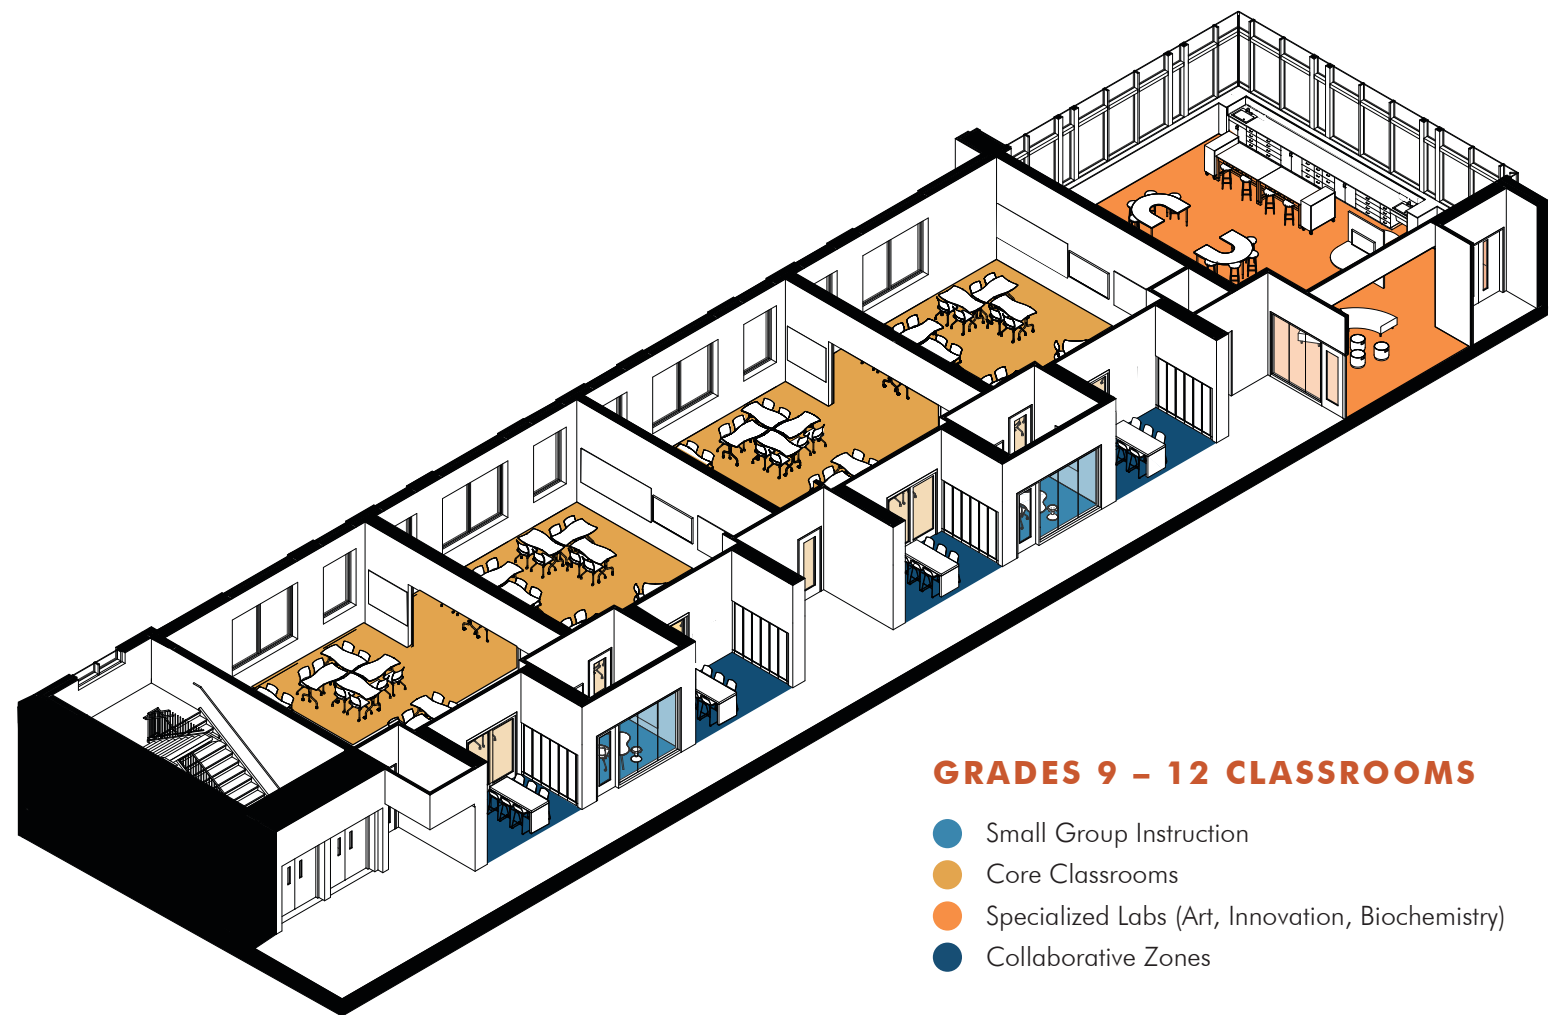 GRADES 9 – 12 CLASSROOMS
Small Group Instruction
Core Classrooms
Specialized Labs (Art, Innovation, Biochemistry)
Collaborative Zones